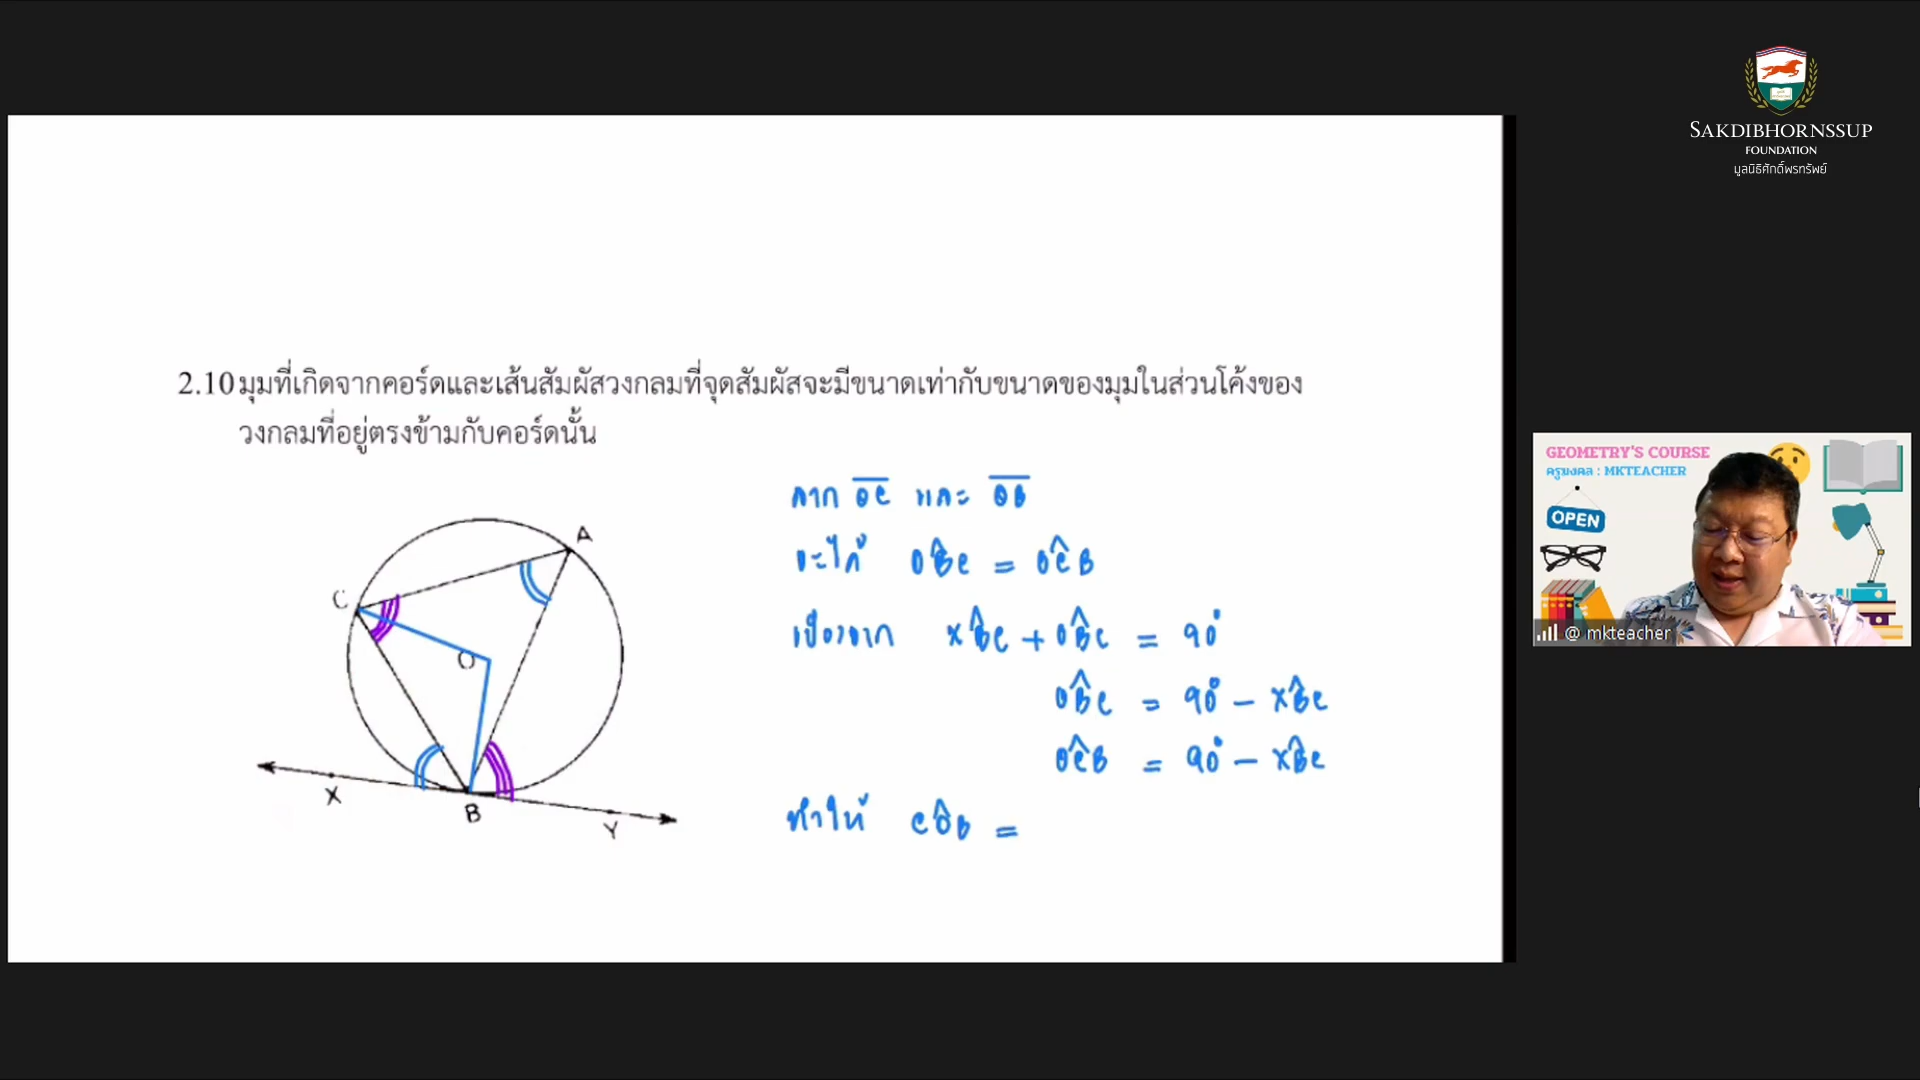 SAKDIBHORNSSUP
FOUNDATION
มูลนิธิศักดิ์พรทรัพย์
2.10 มุมที่เกิดจากคอร์ดและเส้นสัมผัสวงกลมที่จุดสัมผัสจะมีขนาดเท่ากับขนาดของมุมในส่วนโค้งของ
วงกลมที่อยู่ตรงข้ามกับคอร์ดนั้น
A
C
O
X
B
Y
ลาก O̅C̅ และ O̅B̅
จะได้ OB̂C = OĈB
เนื่องจาก XB̂C + OB̂C = 90°
OB̂C = 90° − XB̂C
OĈB = 90° − XB̂C
ทำให้ CÔB =
GEOMETRY'S COURSE
ครูมงคล : MKTEACHER
OPEN
@ mkteacher